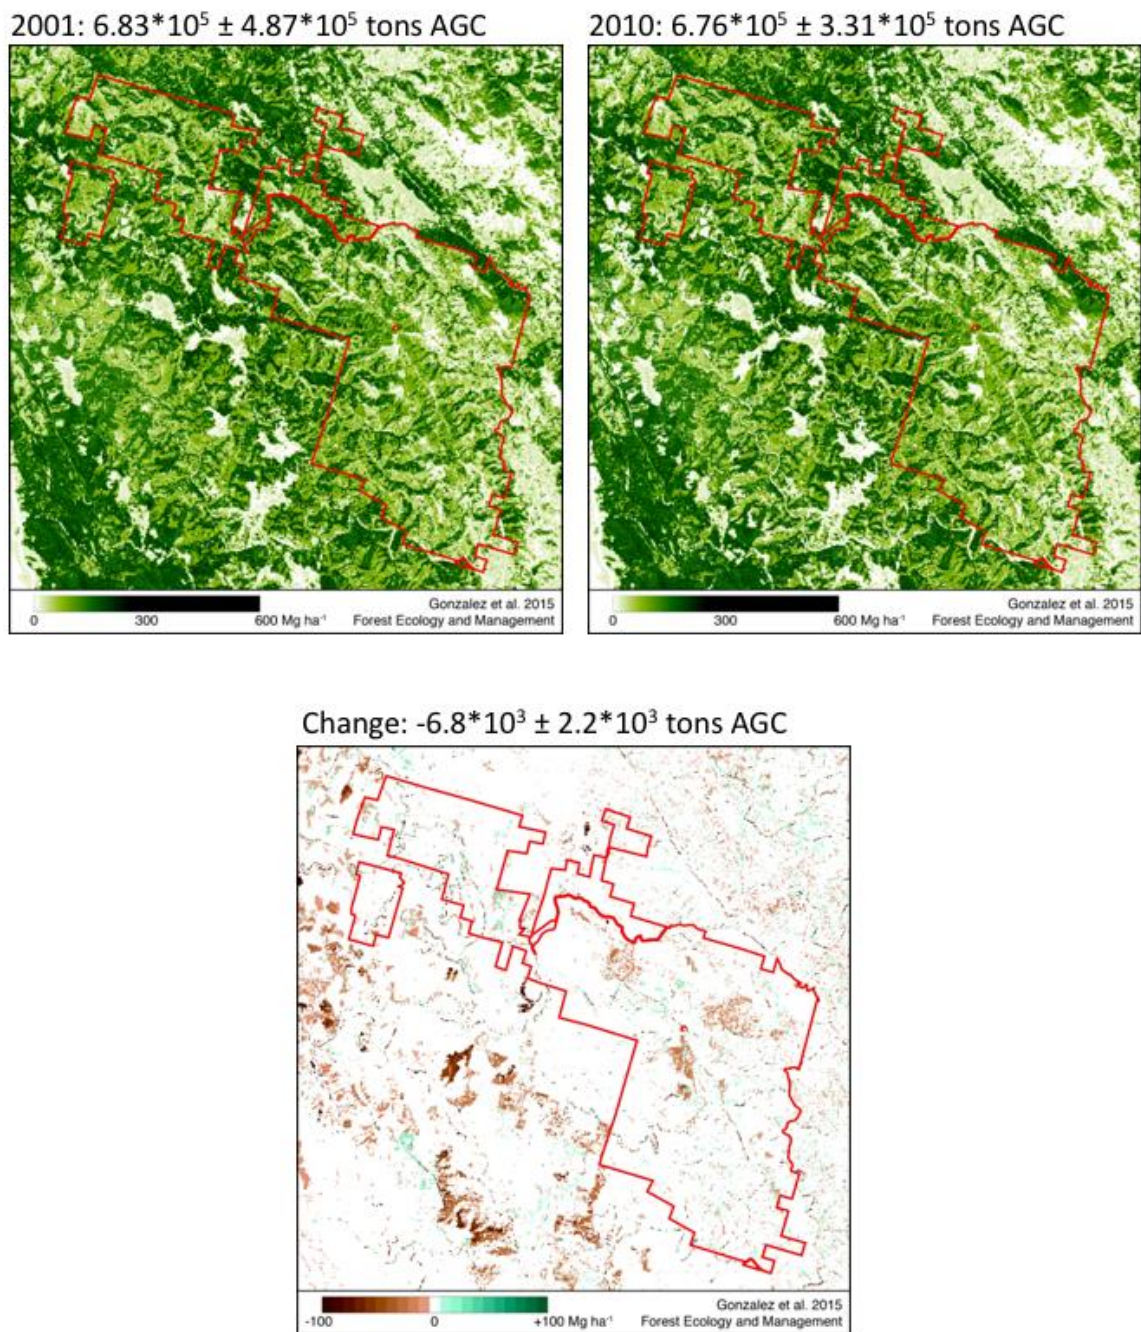 2001: 6.83*10⁵ ± 4.87*10⁵ tons AGC
2010: 6.76*10⁵ ± 3.31*10⁵ tons AGC
0 300 600 Mg ha⁻¹
Gonzalez et al. 2015
Forest Ecology and Management
0 300 600 Mg ha⁻¹
Gonzalez et al. 2015
Forest Ecology and Management
Change: -6.8*10³ ± 2.2*10³ tons AGC
-100 0 +100 Mg ha⁻¹
Gonzalez et al. 2015
Forest Ecology and Management